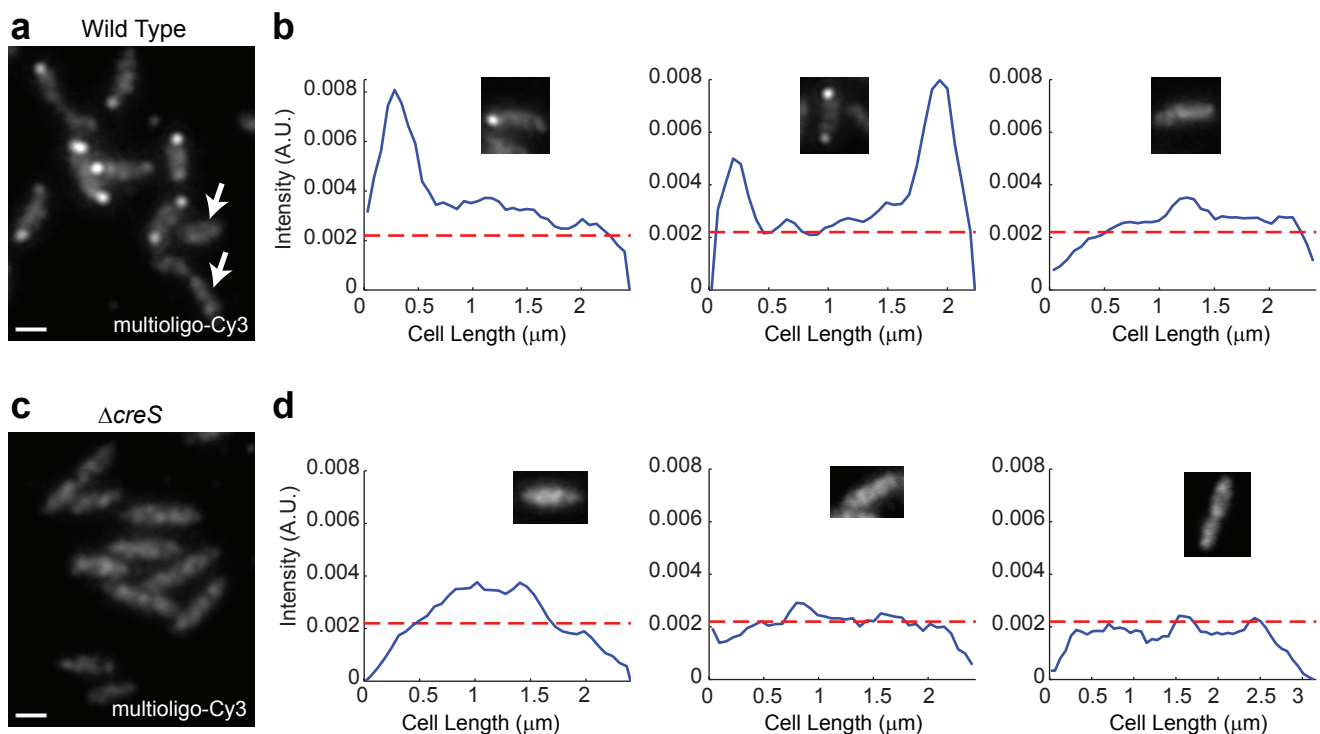 a
Wild Type
multioligo-Cy3
b
Intensity (A.U.)
0.008
0.006
0.004
0.002
0
0 0.5 1 1.5 2
Cell Length (μm)
0.008
0.006
0.004
0.002
0
0 0.5 1 1.5 2
Cell Length (μm)
0.008
0.006
0.004
0.002
0
0 0.5 1 1.5 2
Cell Length (μm)
c
ΔcreS
multioligo-Cy3
d
Intensity (A.U.)
0.008
0.006
0.004
0.002
0
0 0.5 1 1.5 2
Cell Length (μm)
0.008
0.006
0.004
0.002
0
0 0.5 1 1.5 2
Cell Length (μm)
0.008
0.006
0.004
0.002
0
0 0.5 1 1.5 2 2.5 3
Cell Length (μm)